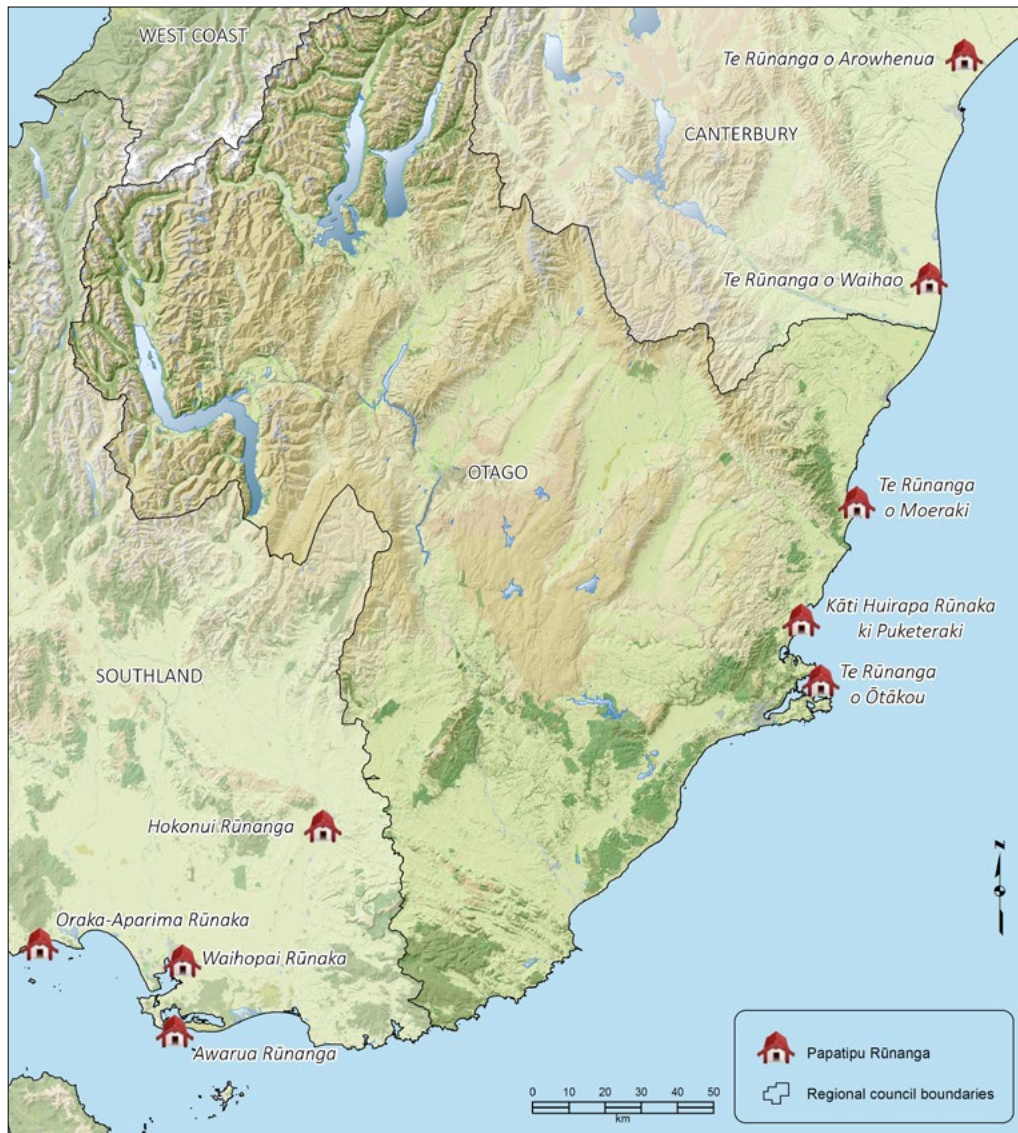 WEST COAST
Te Rūnanga o Arowhenua
CANTERBURY
Te Rūnanga o Waihao
OTAGO
Te Rūnanga
o Moeraki
Kāti Huirapa Rūnaka
ki Puketeraki
Te Rūnanga
o Ōtākou
SOUTHLAND
Hokonui Rūnanga
Oraka-Aparima Rūnaka
Waihopai Rūnaka
Awarua Rūnanga
N
0 10 20 30 40 50
km
Papatipu Rūnanga
Regional council boundaries